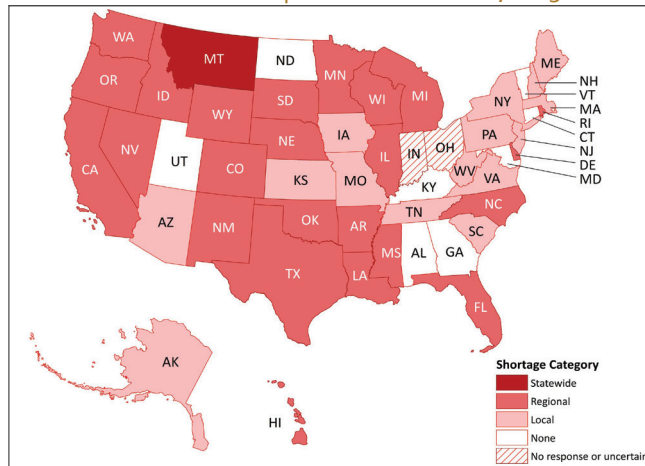 WA
MT
ND
MN
ME
OR
ID
SD
WI
MI
NY
NH
VT
MA
RI
CT
NJ
DE
MD
WY
NE
IA
PA
NV
UT
CO
IL
IN
OH
CA
KS
MO
KY
WV
VA
AZ
NM
OK
AR
TN
NC
SC
TX
LA
MS
AL
GA
FL
AK
HI
Shortage Category
Statewide
Regional
Local
None
No response or uncertain